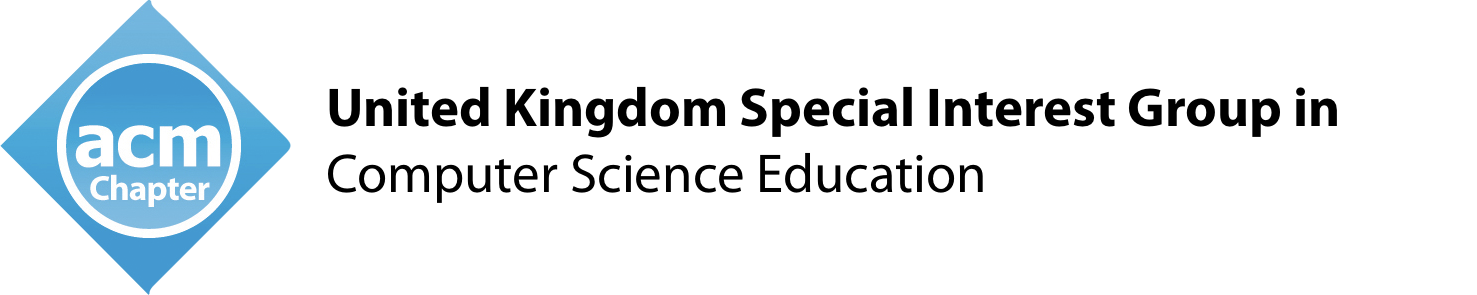 acm
Chapter
United Kingdom Special Interest Group in
Computer Science Education